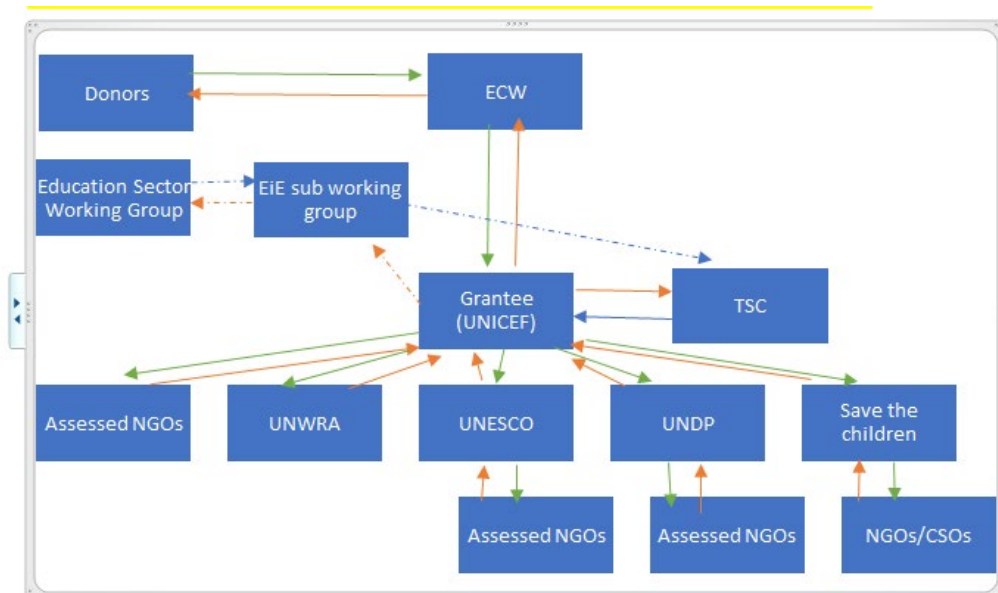 Donors
ECW
Education Sector
Working Group
EiE sub working
group
Grantee
(UNICEF)
TSC
Assessed NGOs
UNWRA
UNESCO
UNDP
Save the
children
Assessed NGOs
Assessed NGOs
NGOs/CSOs